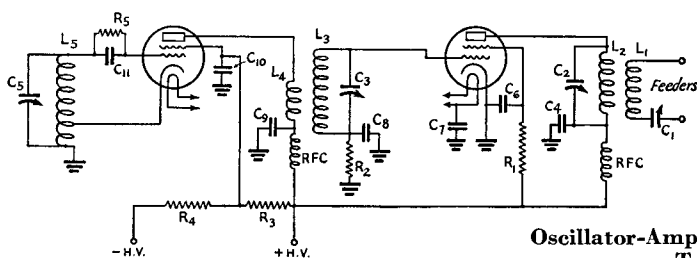 R5
L5
C5
C11
C10
L4
C9
RFC
L3
C3
C8
R2
C6
C7
R1
L2
C2
C4
L1
Feeders
C1
RFC
R4
R3
– H.V.
+ H.V.
Oscillator-Amp
T